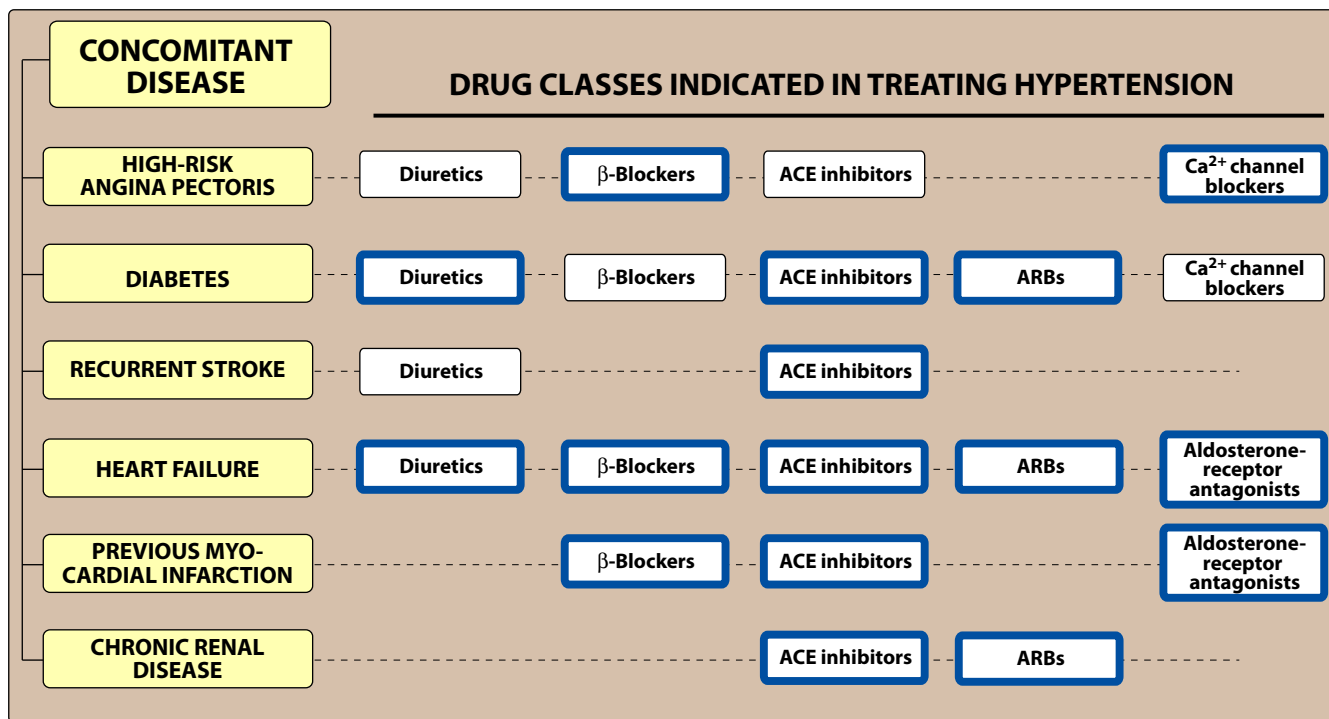 CONCOMITANT
DISEASE
DRUG CLASSES INDICATED IN TREATING HYPERTENSION
HIGH-RISK
ANGINA PECTORIS
Diuretics
β-Blockers
ACE inhibitors
Ca²⁺ channel
blockers
DIABETES
Diuretics
β-Blockers
ACE inhibitors
ARBs
Ca²⁺ channel
blockers
RECURRENT STROKE
Diuretics
ACE inhibitors
HEART FAILURE
Diuretics
β-Blockers
ACE inhibitors
ARBs
Aldosterone-
receptor
antagonists
PREVIOUS MYO-
CARDIAL INFARCTION
β-Blockers
ACE inhibitors
Aldosterone-
receptor
antagonists
CHRONIC RENAL
DISEASE
ACE inhibitors
ARBs